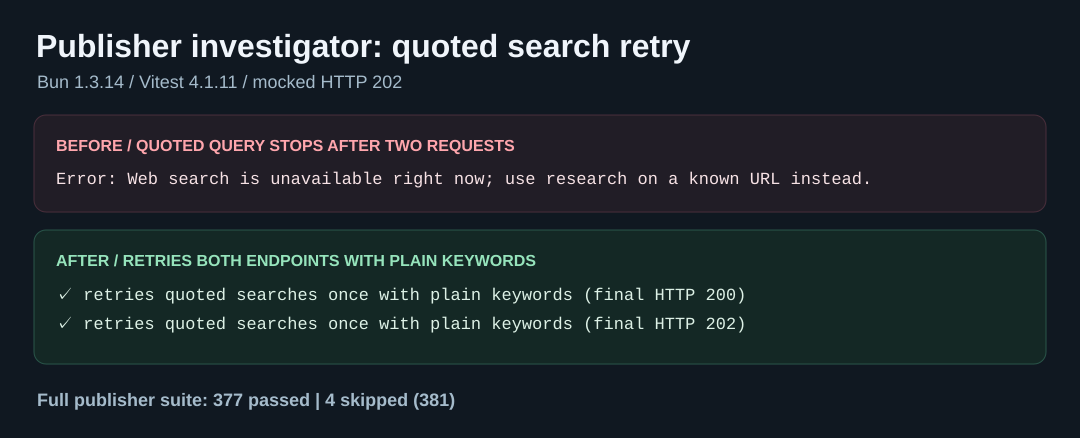 Publisher investigator: quoted search retry
Bun 1.3.14 / Vitest 4.1.11 / mocked HTTP 202
BEFORE / QUOTED QUERY STOPS AFTER TWO REQUESTS
Error: Web search is unavailable right now; use research on a known URL instead.
AFTER / RETRIES BOTH ENDPOINTS WITH PLAIN KEYWORDS
✓ retries quoted searches once with plain keywords (final HTTP 200)
✓ retries quoted searches once with plain keywords (final HTTP 202)
Full publisher suite: 377 passed | 4 skipped (381)